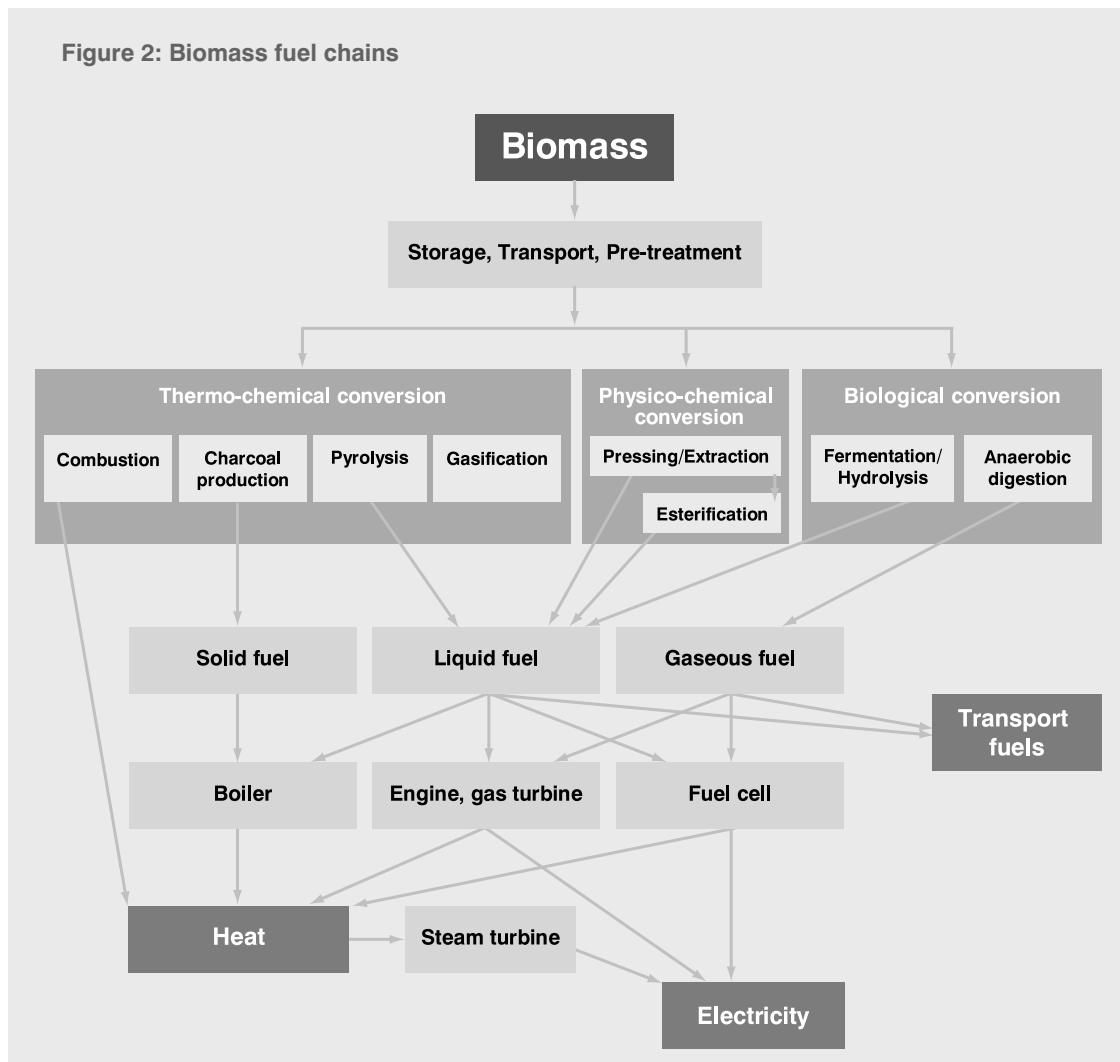 Figure 2: Biomass fuel chains
Biomass
Storage, Transport, Pre-treatment
Thermo-chemical conversion
Combustion
Charcoal
production
Pyrolysis
Gasification
Physico-chemical
conversion
Pressing/Extraction
Esterification
Biological conversion
Fermentation/
Hydrolysis
Anaerobic
digestion
Solid fuel
Liquid fuel
Gaseous fuel
Transport
fuels
Boiler
Engine, gas turbine
Fuel cell
Heat
Steam turbine
Electricity